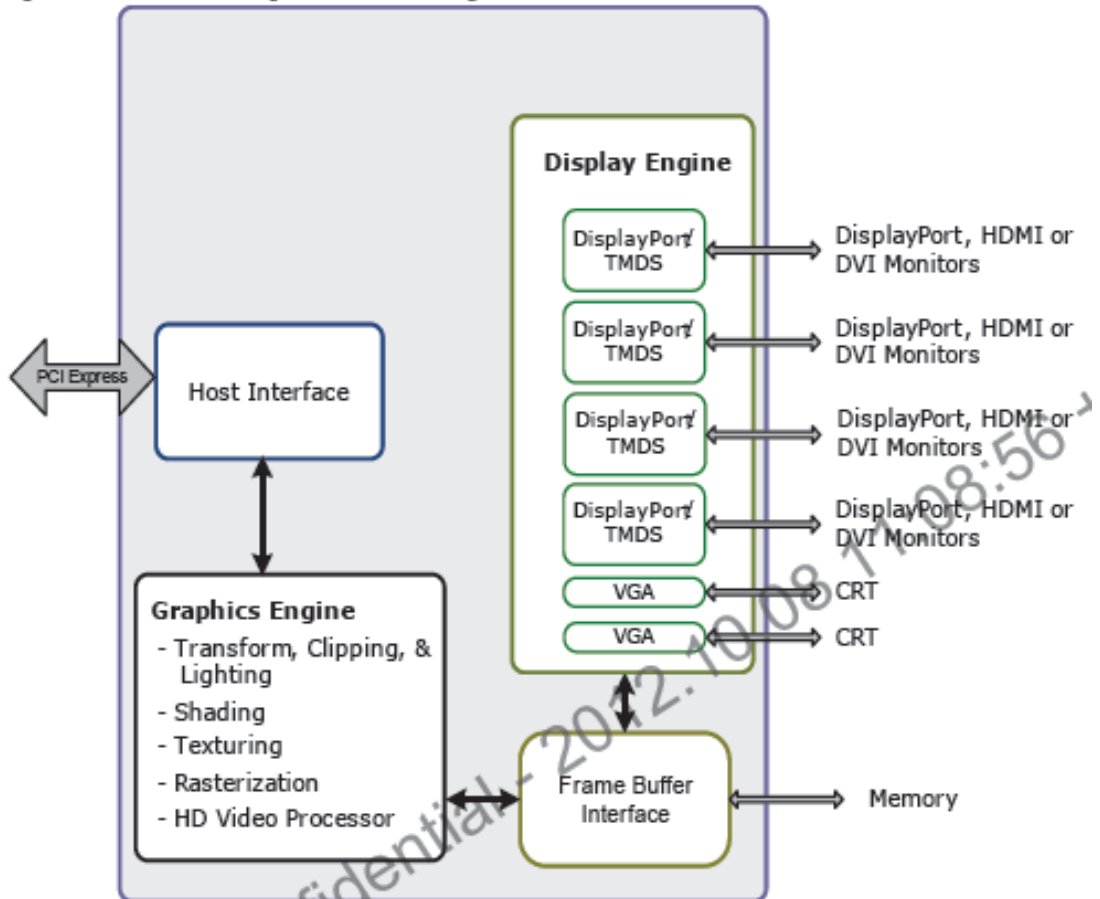 Display Engine
DisplayPort/
TMDS
DisplayPort, HDMI or
DVI Monitors
DisplayPort/
TMDS
DisplayPort, HDMI or
DVI Monitors
DisplayPort/
TMDS
DisplayPort, HDMI or
DVI Monitors
DisplayPort/
TMDS
DisplayPort, HDMI or
DVI Monitors
VGA
CRT
VGA
CRT
PCI Express
Host Interface
Graphics Engine
- Transform, Clipping, &
Lighting
- Shading
- Texturing
- Rasterization
- HD Video Processor
Frame Buffer
Interface
Memory
fidential - 2012.10.08 11:08:56 +